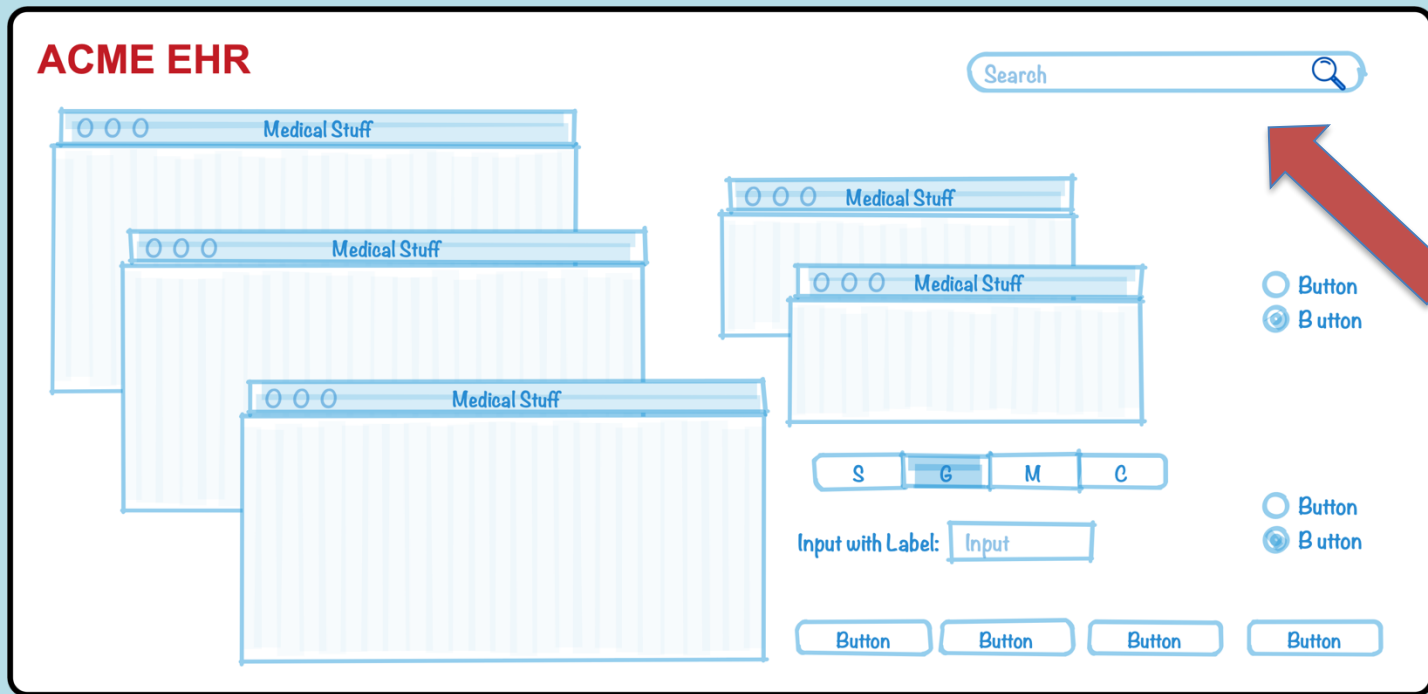 ACME EHR
Search
Medical Stuff
Medical Stuff
Medical Stuff
Medical Stuff
Medical Stuff
Button
B utton
S G M C
Input with Label: Input
Button
B utton
Button Button Button Button